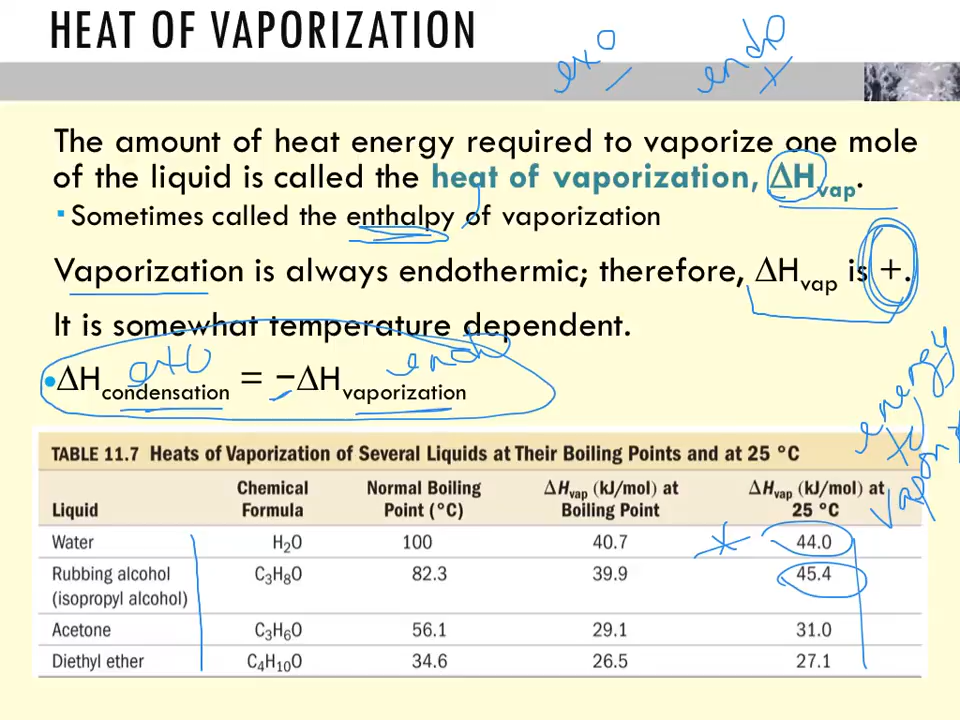 HEAT OF VAPORIZATION
exo endo
— +
The amount of heat energy required to vaporize one mole
of the liquid is called the heat of vaporization, ΔHvap.
▪ Sometimes called the enthalpy of vaporization
Vaporization is always endothermic; therefore, ΔHvap is +.
It is somewhat temperature dependent.
exo endo
•ΔHcondensation = −ΔHvaporization
energy
to
TABLE 11.7 Heats of Vaporization of Several Liquids at Their Boiling Points and at 25 °C
Liquid Chemical Formula Normal Boiling Point (°C) ΔHvap (kJ/mol) at Boiling Point ΔHvap (kJ/mol) at 25 °C
Water H2O 100 40.7 44.0
Rubbing alcohol (isopropyl alcohol) C3H8O 82.3 39.9 45.4
Acetone C3H6O 56.1 29.1 31.0
Diethyl ether C4H10O 34.6 26.5 27.1